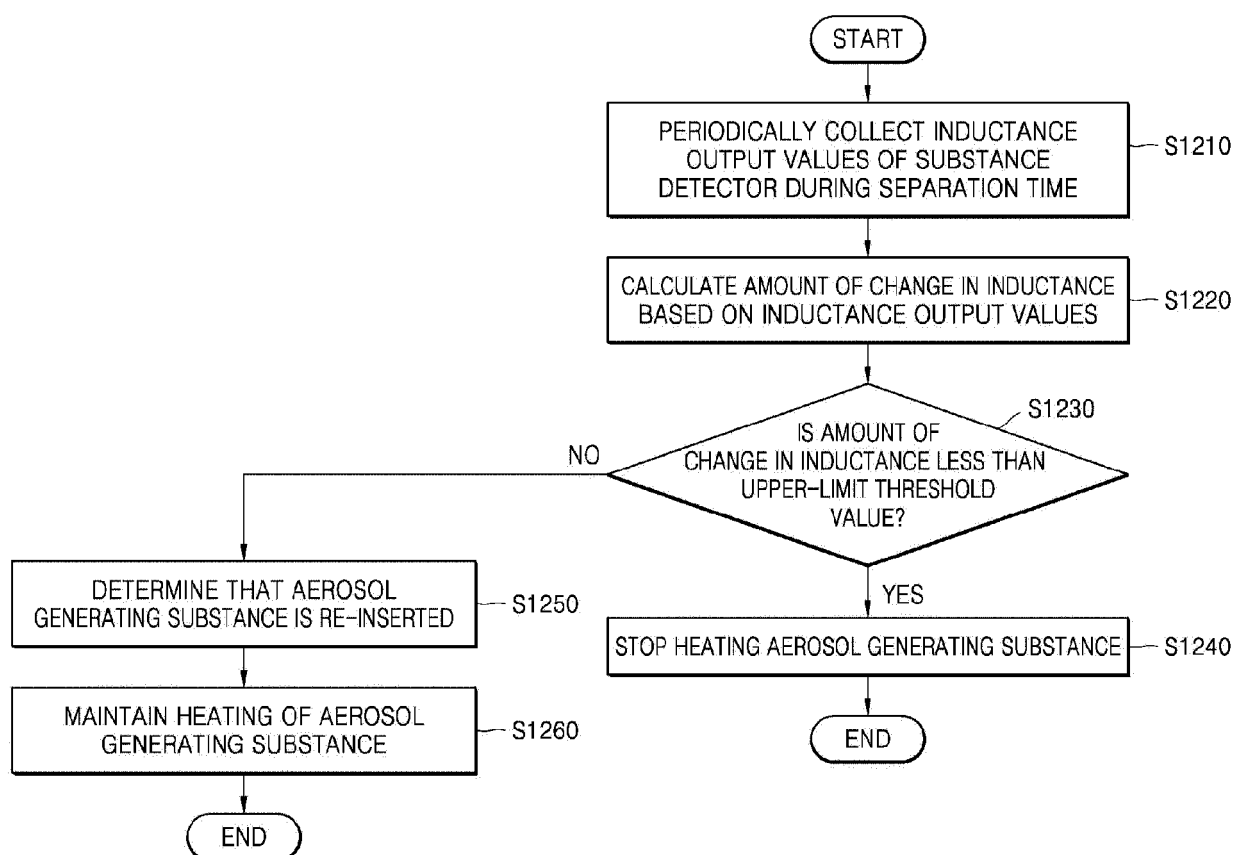 START
PERIODICALLY COLLECT INDUCTANCE
OUTPUT VALUES OF SUBSTANCE
DETECTOR DURING SEPARATION TIME
S1210
CALCULATE AMOUNT OF CHANGE IN INDUCTANCE
BASED ON INDUCTANCE OUTPUT VALUES
S1220
S1230
IS AMOUNT OF
CHANGE IN INDUCTANCE LESS THAN
UPPER-LIMIT THRESHOLD
VALUE?
NO
YES
DETERMINE THAT AEROSOL
GENERATING SUBSTANCE IS RE-INSERTED
S1250
STOP HEATING AEROSOL GENERATING SUBSTANCE
S1240
MAINTAIN HEATING OF AEROSOL
GENERATING SUBSTANCE
S1260
END
END